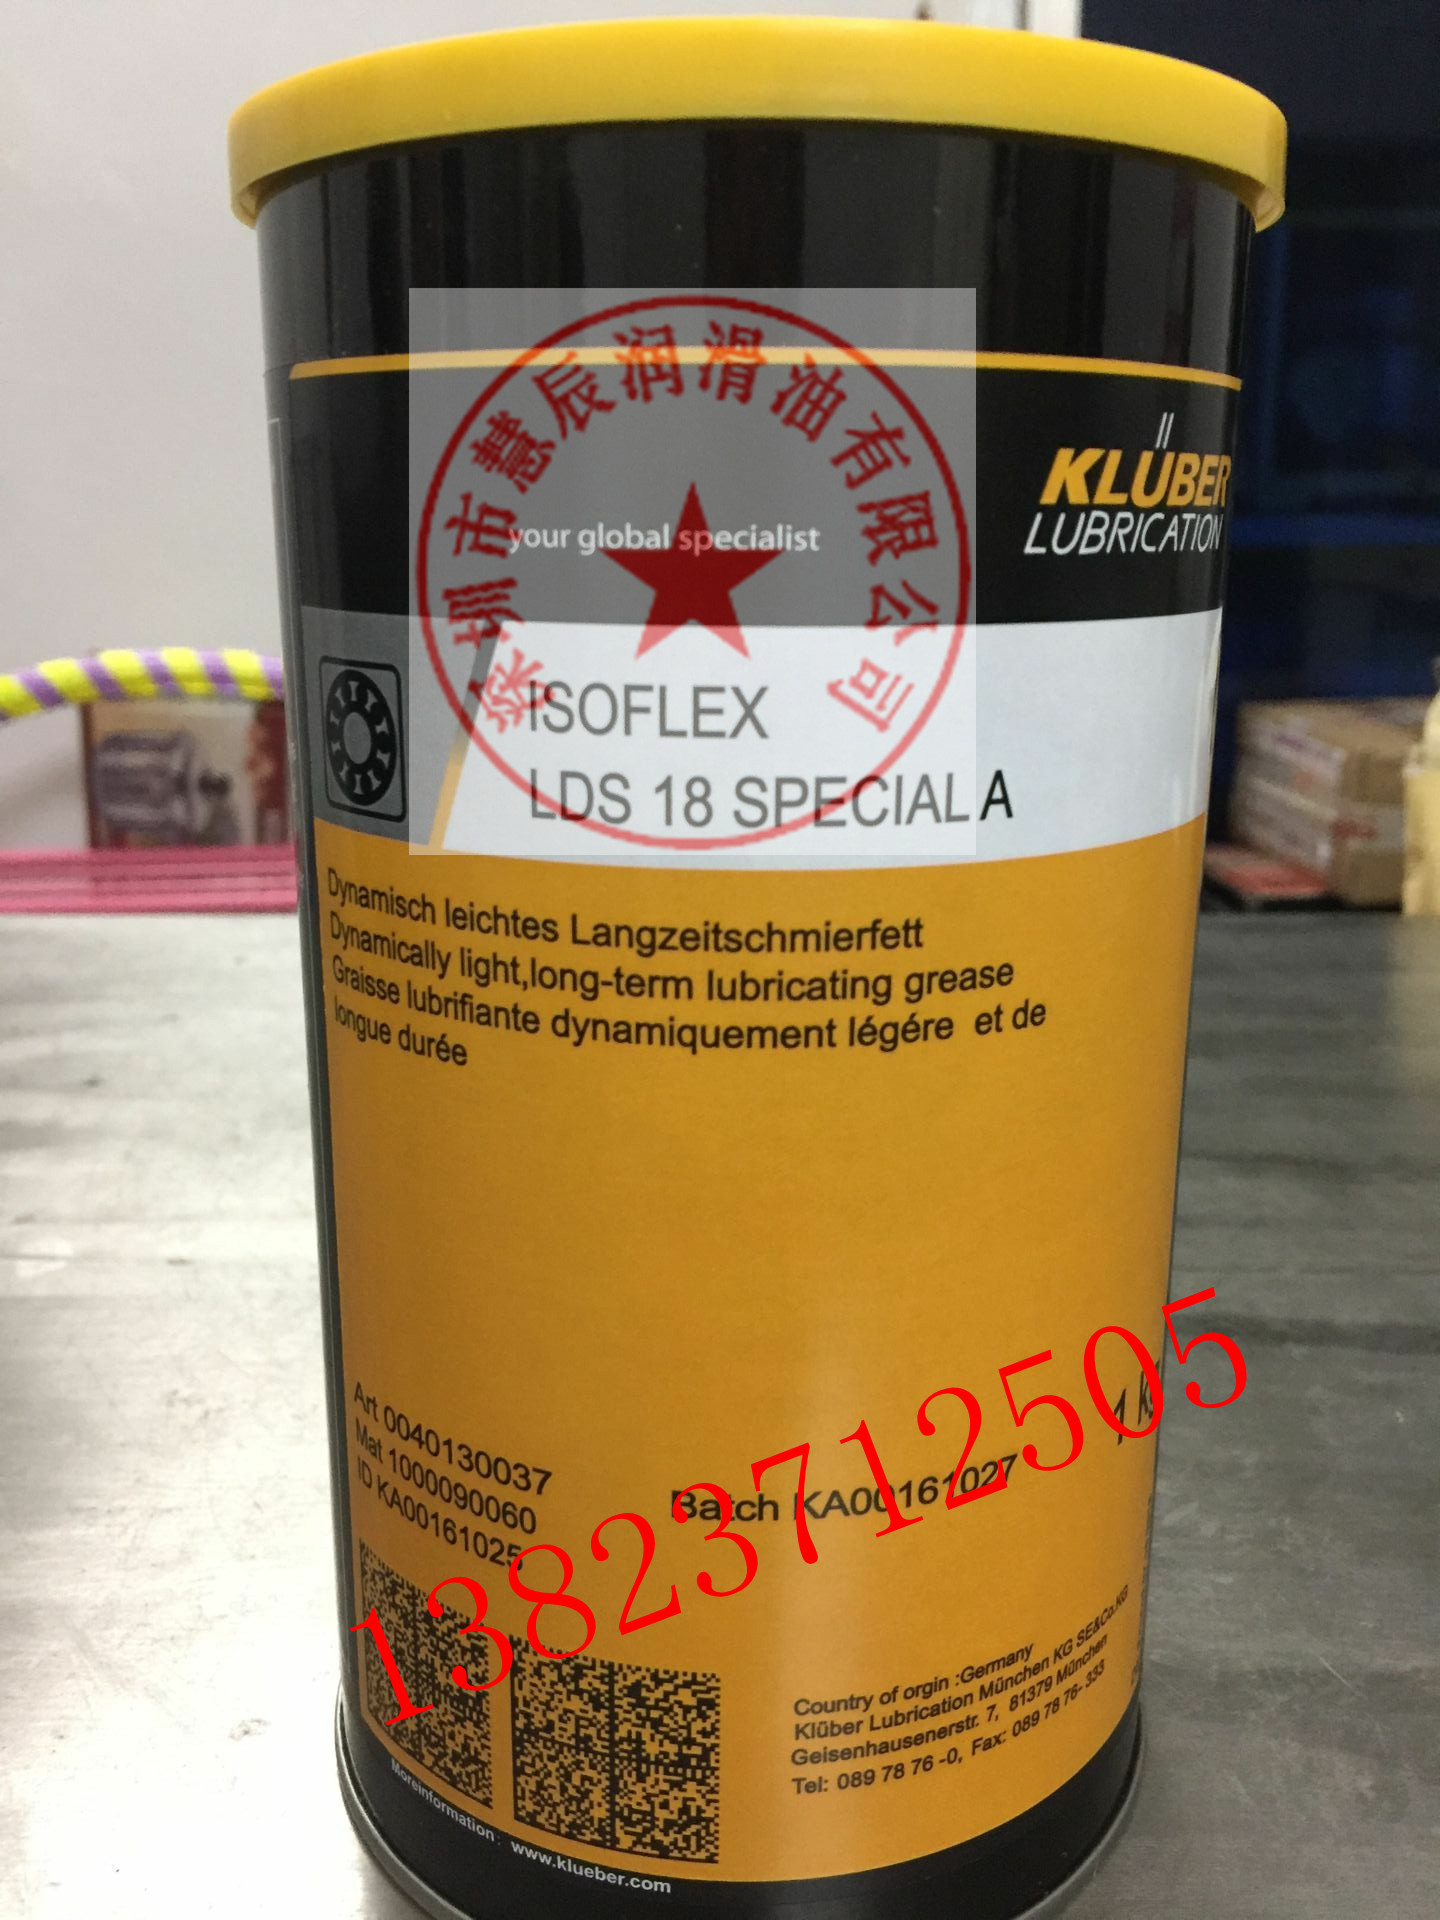 KLÜBER
LUBRICATION
深圳市慧辰润滑油有限公司
your global specialist
ISOFLEX
LDS 18 SPECIAL A
Dynamisch leichtes Langzeitschmierfett
Dynamically light,long-term lubricating grease
Graisse lubrifiante dynamiquement légére et de
longue durée
Art 0040130037
Mat 1000090060
ID KA00161025
Batch KA00161027
1 kg
13823712505
Country of orgin :Germany
Klüber Lubrication München KG SE&Co.KG
Geisenhausenerstr. 7, 81379 München
Tel: 089 78 76 -0, Fax: 089 78 76- 333
Moreinformation: www.klueber.com